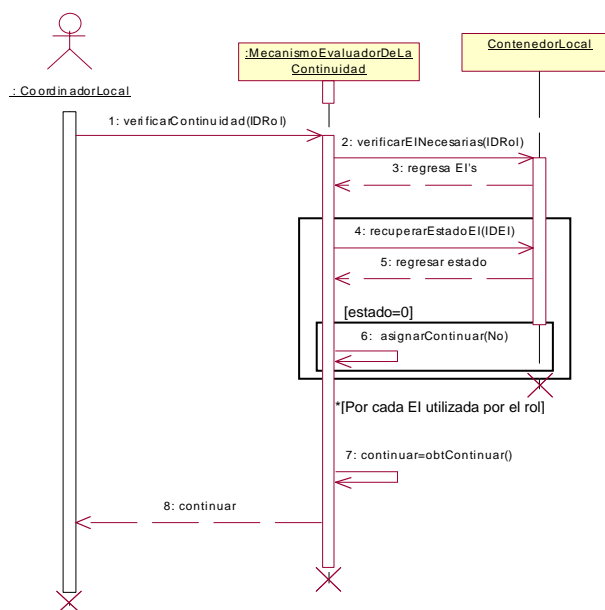 : CoordinadorLocal
:MecanismoEvaluadorDeLa
Continuidad
ContenedorLocal
1: verificarContinuidad(IDRol)
2: verificarEINecesarias(IDRol)
3: regresa EI's
4: recuperarEstadoEI(IDEI)
5: regresar estado
[estado=0]
6: asignarContinuar(No)
*[Por cada EI utilizada por el rol]
7: continuar=obtContinuar()
8: continuar